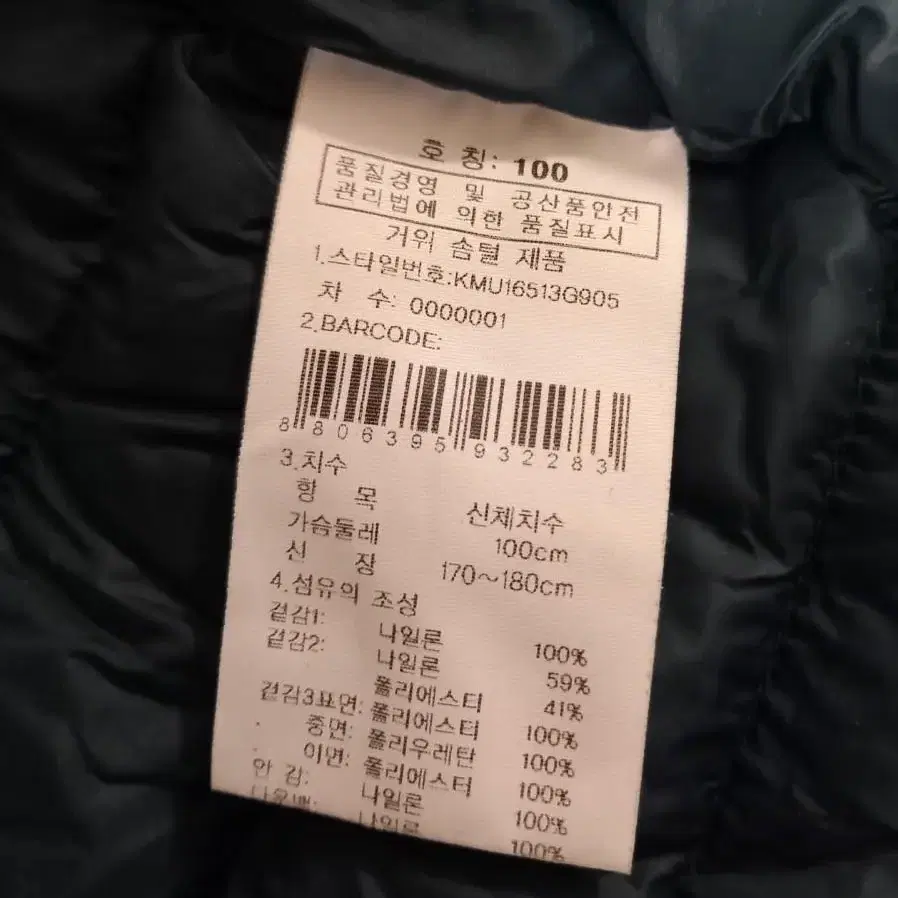 호 칭: 100
품질경영 및 공산품안전
관리법에 의한 품질표시
거위 솜털 제품
1.스타일번호:KMU16513G905
차 수: 0000001
2.BARCODE:
8 806395 932283
3.치수
항 목 신체치수
가슴둘레 100cm
신 장 170~180cm
4.섬유의 조성
겉감1: 나일론 100%
겉감2: 나일론 59%
폴리에스터 41%
겉감3표면: 폴리에스터 100%
중면: 폴리우레탄 100%
이면: 폴리에스터 100%
안 감: 나일론 100%
다운백: 나일론 100%